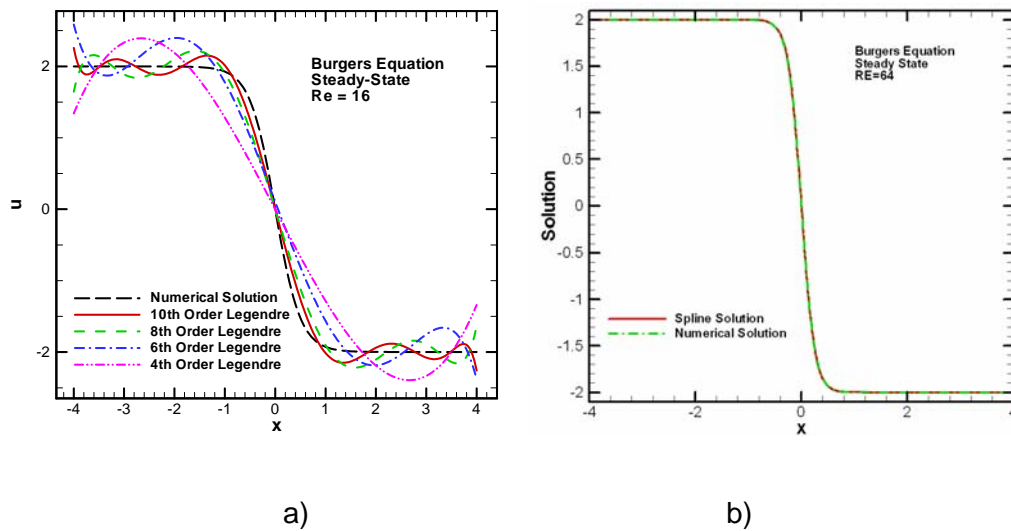 Burgers Equation
Steady-State
Re = 16
u
2
0
-2
Numerical Solution
10th Order Legendre
8th Order Legendre
6th Order Legendre
4th Order Legendre
-4 -3 -2 -1 0 1 2 3 4
x
a)
Burgers Equation
Steady State
RE=64
Solution
2
1.5
1
0.5
0
-0.5
-1
-1.5
-2
Spline Solution
Numerical Solution
-4 -2 0 2 4
x
b)